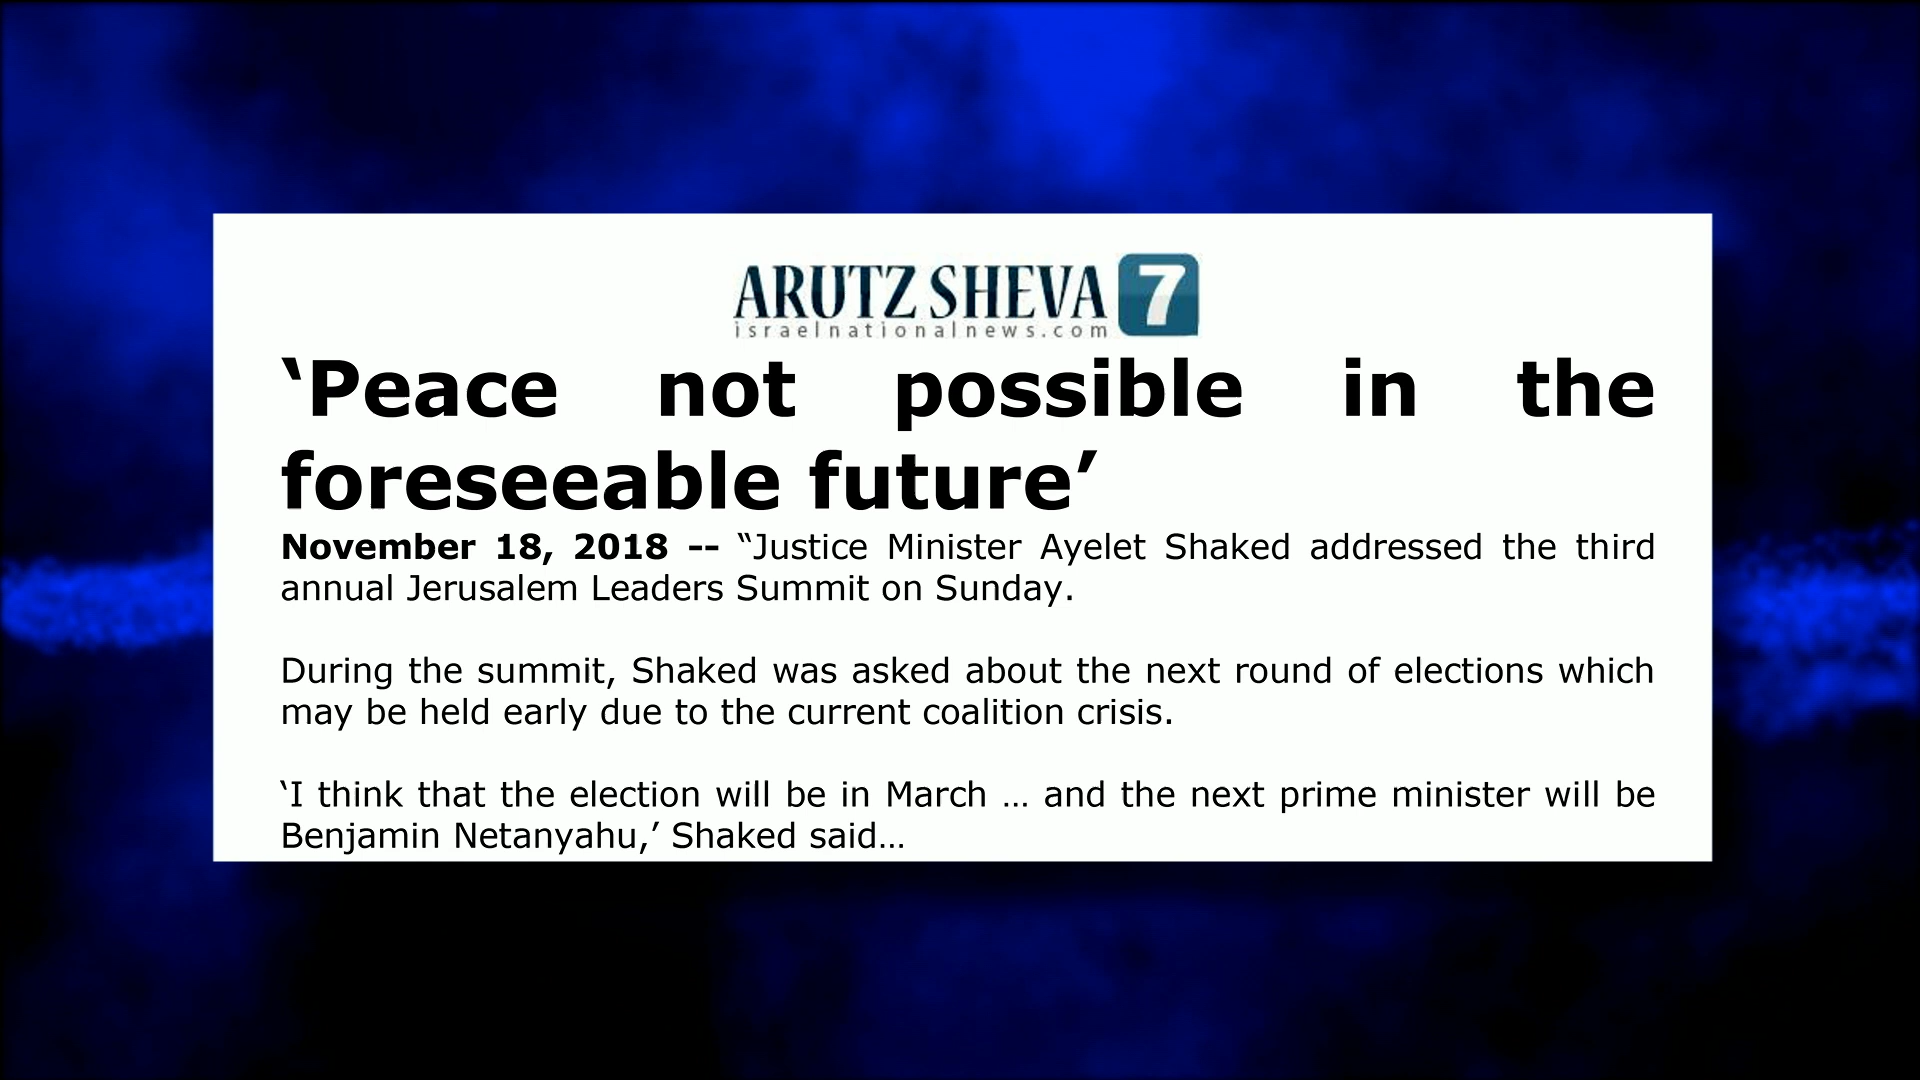 ARUTZ SHEVA 7
israelnationalnews.com
‘Peace not possible in the
foreseeable future’
November 18, 2018 -- “Justice Minister Ayelet Shaked addressed the third
annual Jerusalem Leaders Summit on Sunday.
During the summit, Shaked was asked about the next round of elections which
may be held early due to the current coalition crisis.
‘I think that the election will be in March … and the next prime minister will be
Benjamin Netanyahu,’ Shaked said…